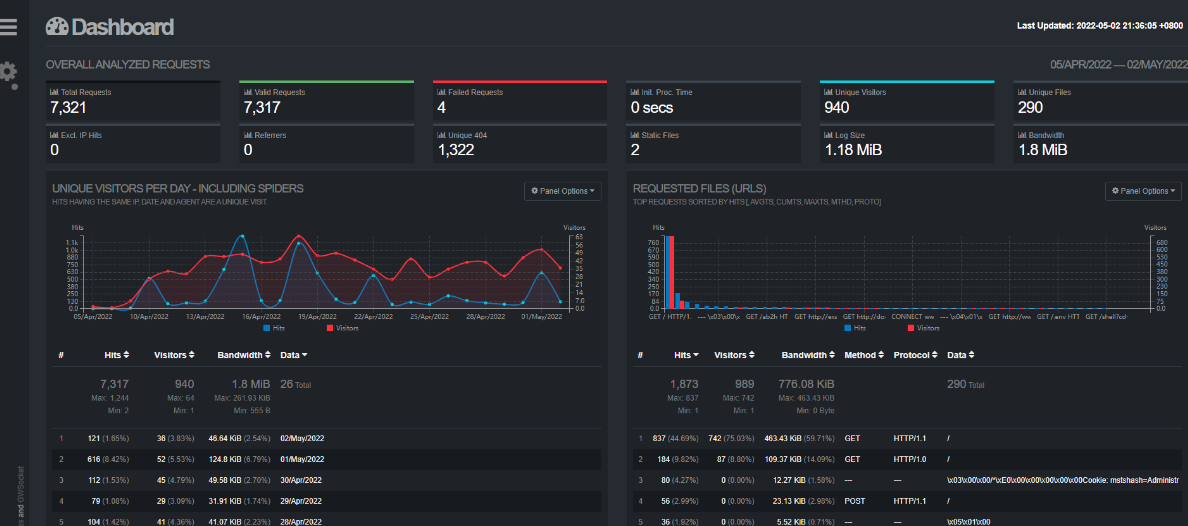 Dashboard
Last Updated: 2022-05-02 21:36:05 +0800
OVERALL ANALYZED REQUESTS
05/APR/2022 — 02/MAY/2022
Total Requests
7,321
Valid Requests
7,317
Failed Requests
4
Init. Proc. Time
0 secs
Unique Visitors
940
Unique Files
290
Excl. IP Hits
0
Referrers
0
Unique 404
1,322
Static Files
2
Log Size
1.18 MiB
Bandwidth
1.8 MiB
UNIQUE VISITORS PER DAY - INCLUDING SPIDERS
Panel Options
HITS HAVING THE SAME IP, DATE AND AGENT ARE A UNIQUE VISIT.
Hits
Visitors
1.1k
1.0k
880
760
630
500
380
250
130
0.0
63
56
49
42
35
28
21
14
7.0
0.0
05/Apr/2022 10/Apr/2022 13/Apr/2022 16/Apr/2022 19/Apr/2022 22/Apr/2022 25/Apr/2022 28/Apr/2022 01/May/2022
Hits Visitors
# Hits Visitors Bandwidth Data
7,317 940 1.8 MiB 26 Total
Max: 1,244 Max: 64 Max: 261.93 KiB
Min: 2 Min: 1 Min: 555 B
1 121 (1.65%) 36 (3.83%) 46.64 KiB (2.54%) 02/May/2022
2 616 (8.42%) 52 (5.53%) 124.8 KiB (6.79%) 01/May/2022
3 112 (1.53%) 45 (4.79%) 49.58 KiB (2.70%) 30/Apr/2022
4 79 (1.08%) 29 (3.09%) 31.91 KiB (1.74%) 29/Apr/2022
5 104 (1.42%) 41 (4.36%) 41.07 KiB (2.23%) 28/Apr/2022
REQUESTED FILES (URLS)
Panel Options
TOP REQUESTS SORTED BY HITS [, AVGTS, CUMTS, MAXTS, MTHD, PROTO]
Hits
Visitors
760
670
590
500
420
340
250
170
84
0.0
680
600
530
450
380
300
230
150
75
0.0
GET / HTTP/1. --- \x03\x00\x GET /ab2h HT GET http://exa GET http://dci CONNECT ww --- \x04\x01\x GET http://ww GET /.env HTT GET /shell?cd
Hits Visitors
# Hits Visitors Bandwidth Method Protocol Data
1,873 989 776.08 KiB 290 Total
Max: 837 Max: 742 Max: 463.43 KiB
Min: 1 Min: 1 Min: 0 Byte
1 837 (44.69%) 742 (75.03%) 463.43 KiB (59.71%) GET HTTP/1.1 /
2 184 (9.82%) 87 (8.80%) 109.37 KiB (14.09%) GET HTTP/1.0 /
3 80 (4.27%) 0 (0.00%) 12.27 KiB (1.58%) --- --- \x03\x00\x00/*\xE0\x00\x00\x00\x00\x00Cookie: mstshash=Administr
4 56 (2.99%) 0 (0.00%) 23.13 KiB (2.98%) POST HTTP/1.1 /
5 36 (1.92%) 0 (0.00%) 5.52 KiB (0.71%) --- --- \x05\x01\x00
and GWSocket